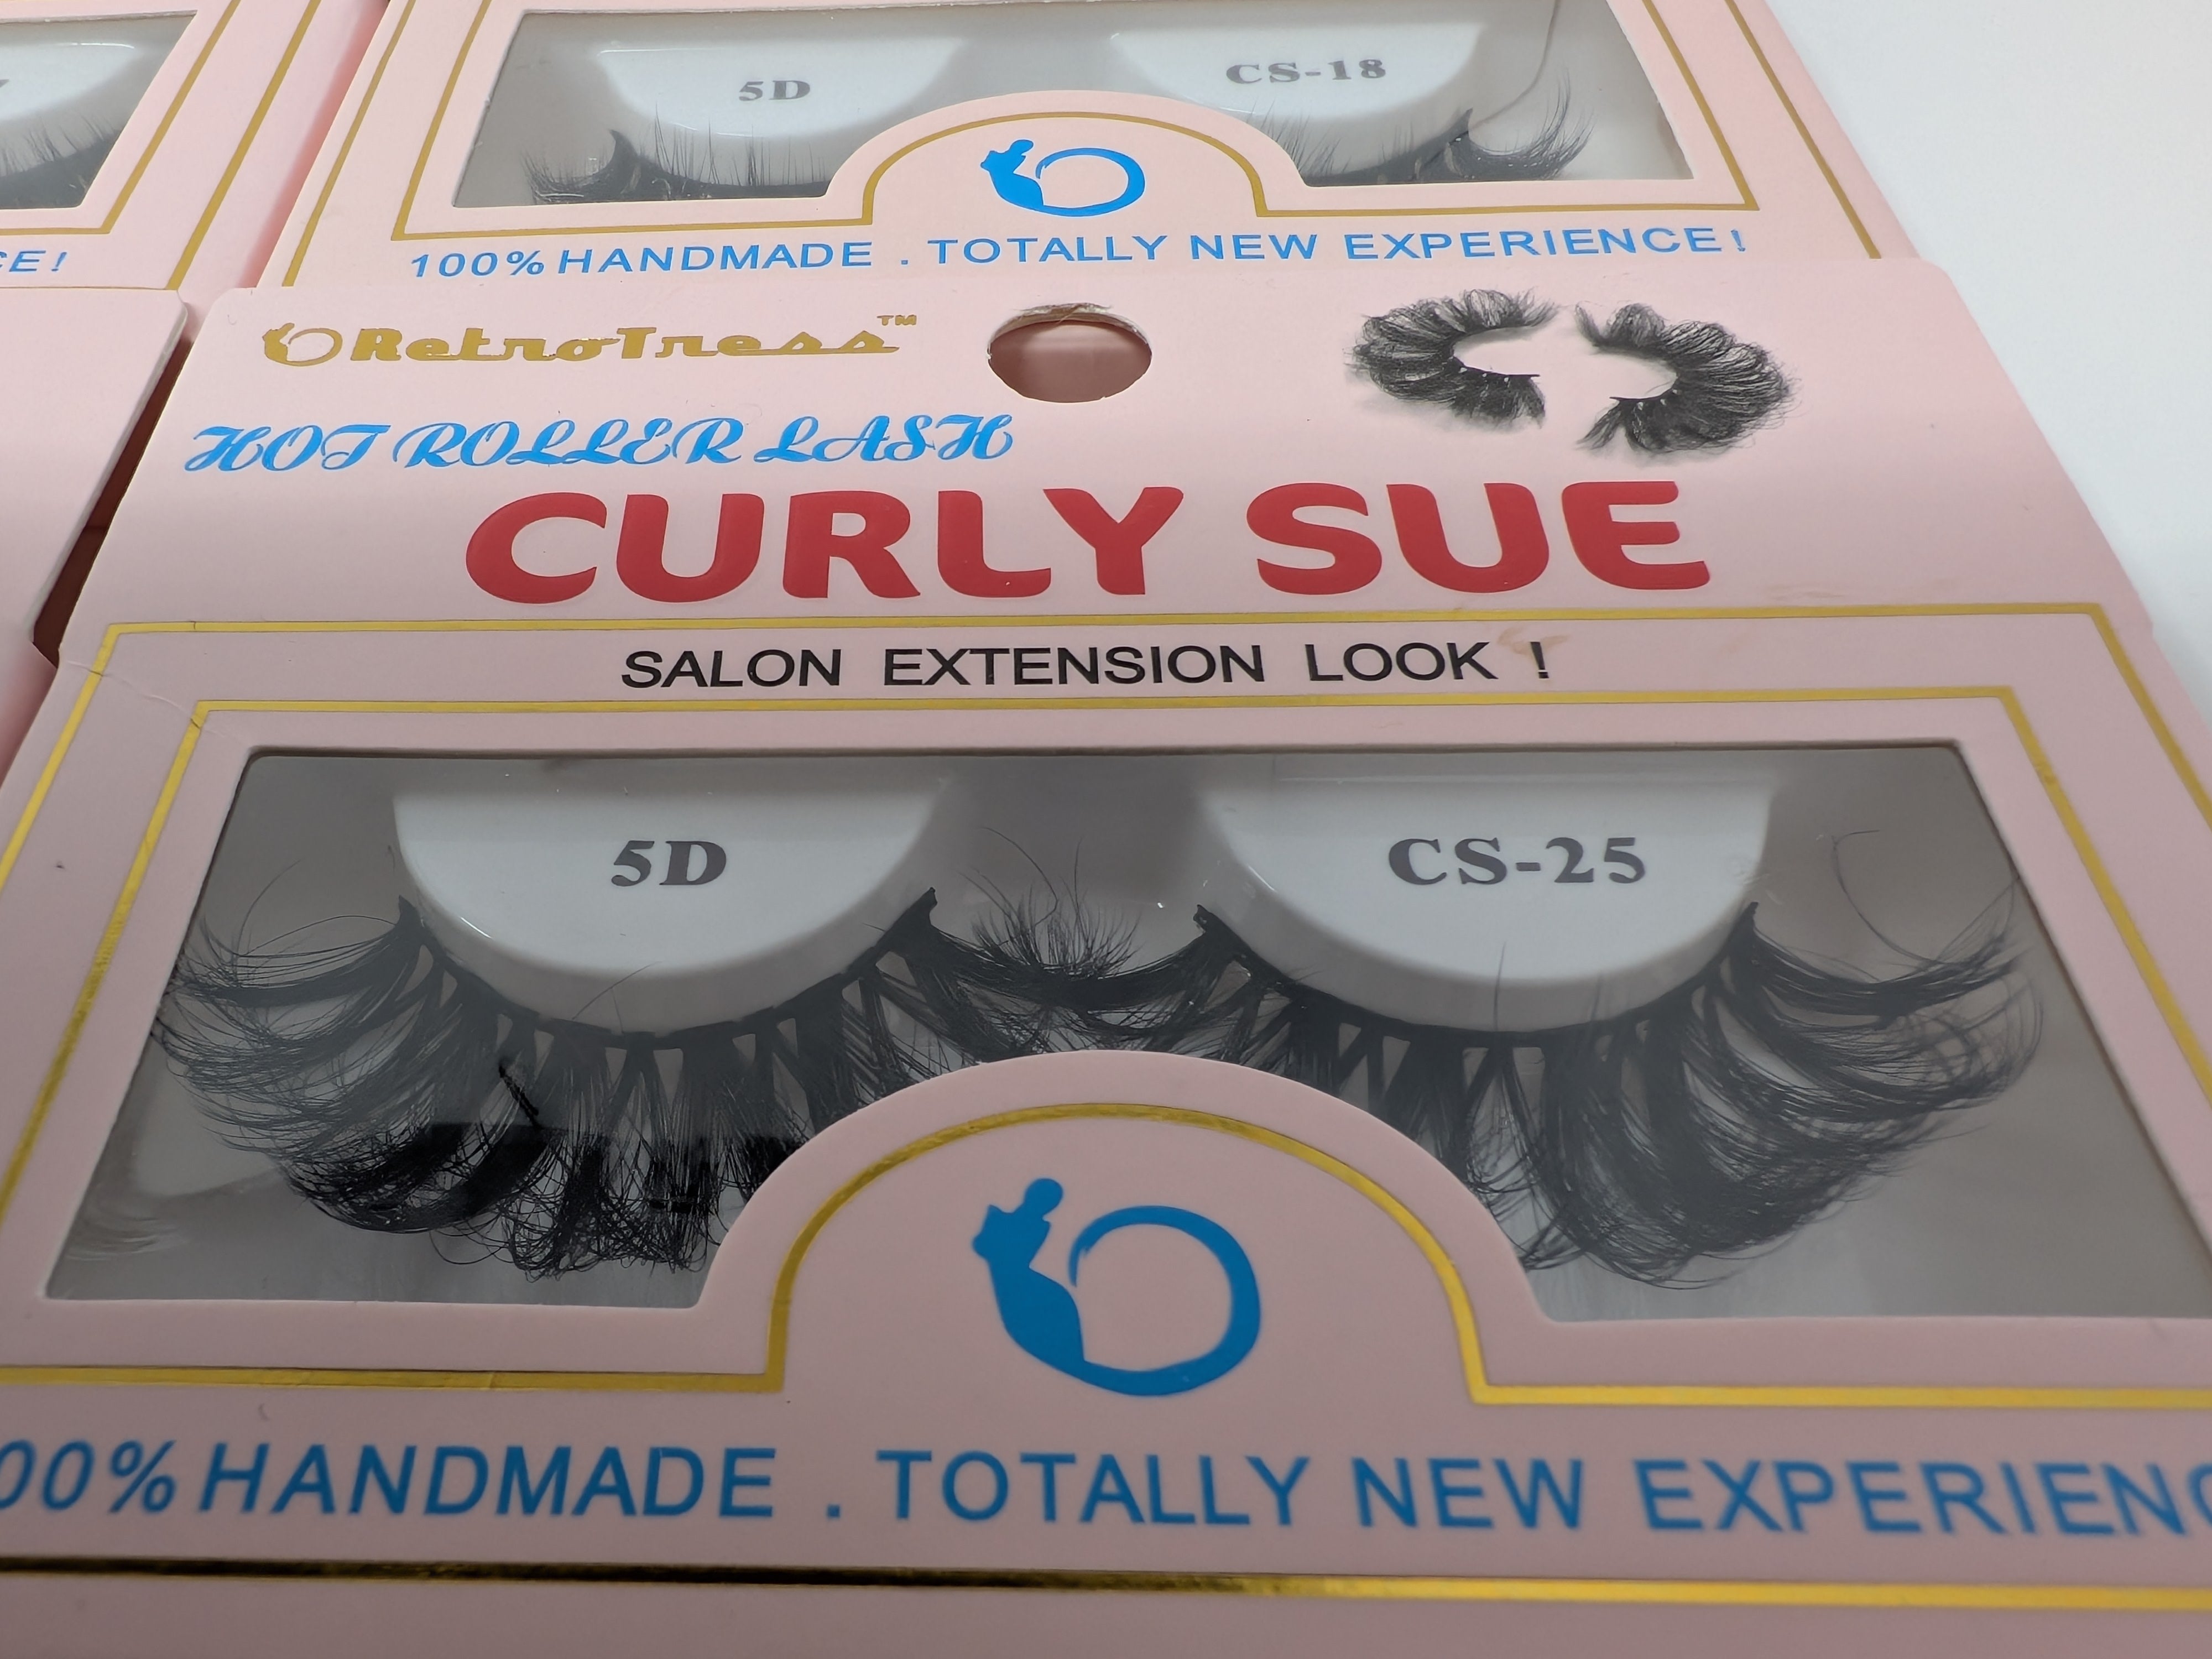 5D
CS-18
100% HANDMADE . TOTALLY NEW EXPERIENCE!
CE!
RetroTress™
HOT ROLLER LASH
CURLY SUE
SALON EXTENSION LOOK !
5D
CS-25
00% HANDMADE . TOTALLY NEW EXPERIENC